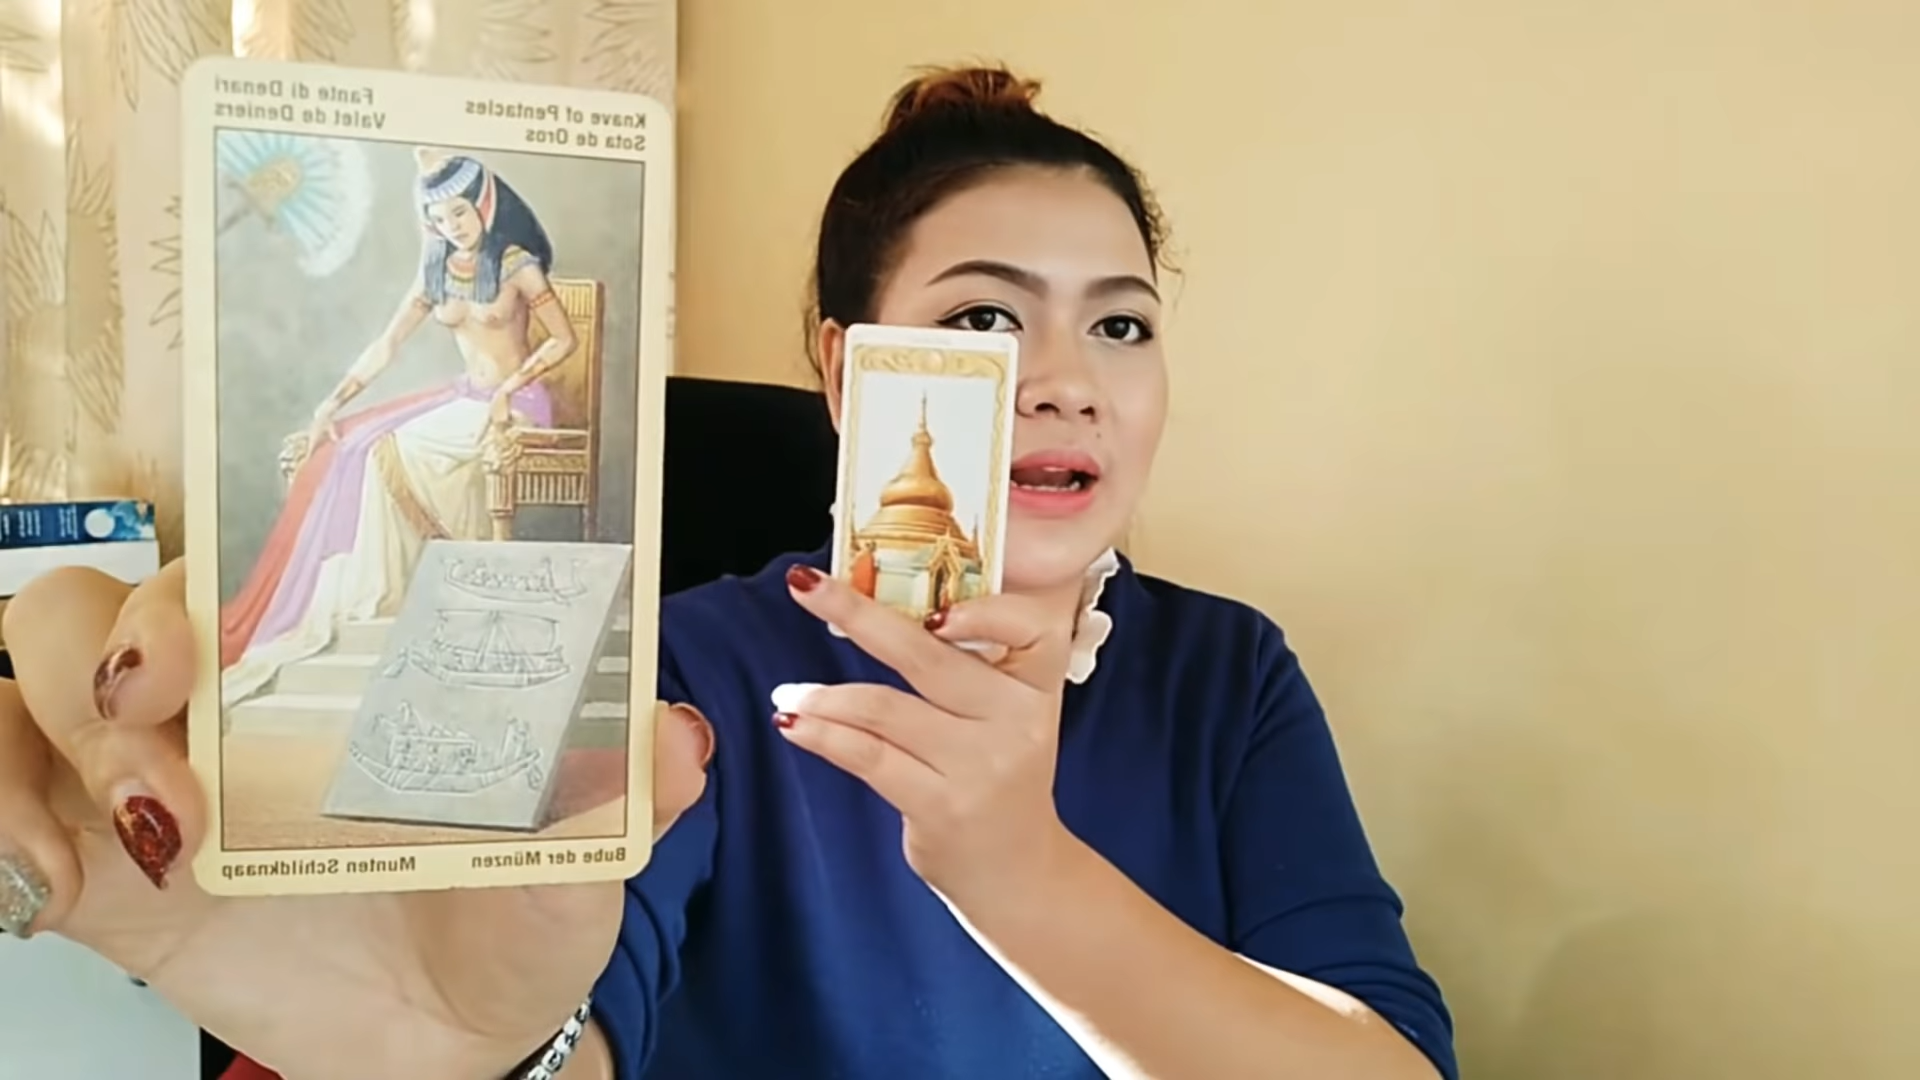 Knave of Pentacles
Sota de Oros
Fante di Denari
Valet de Deniers
Bube der Münzen
Munten Schildknaap